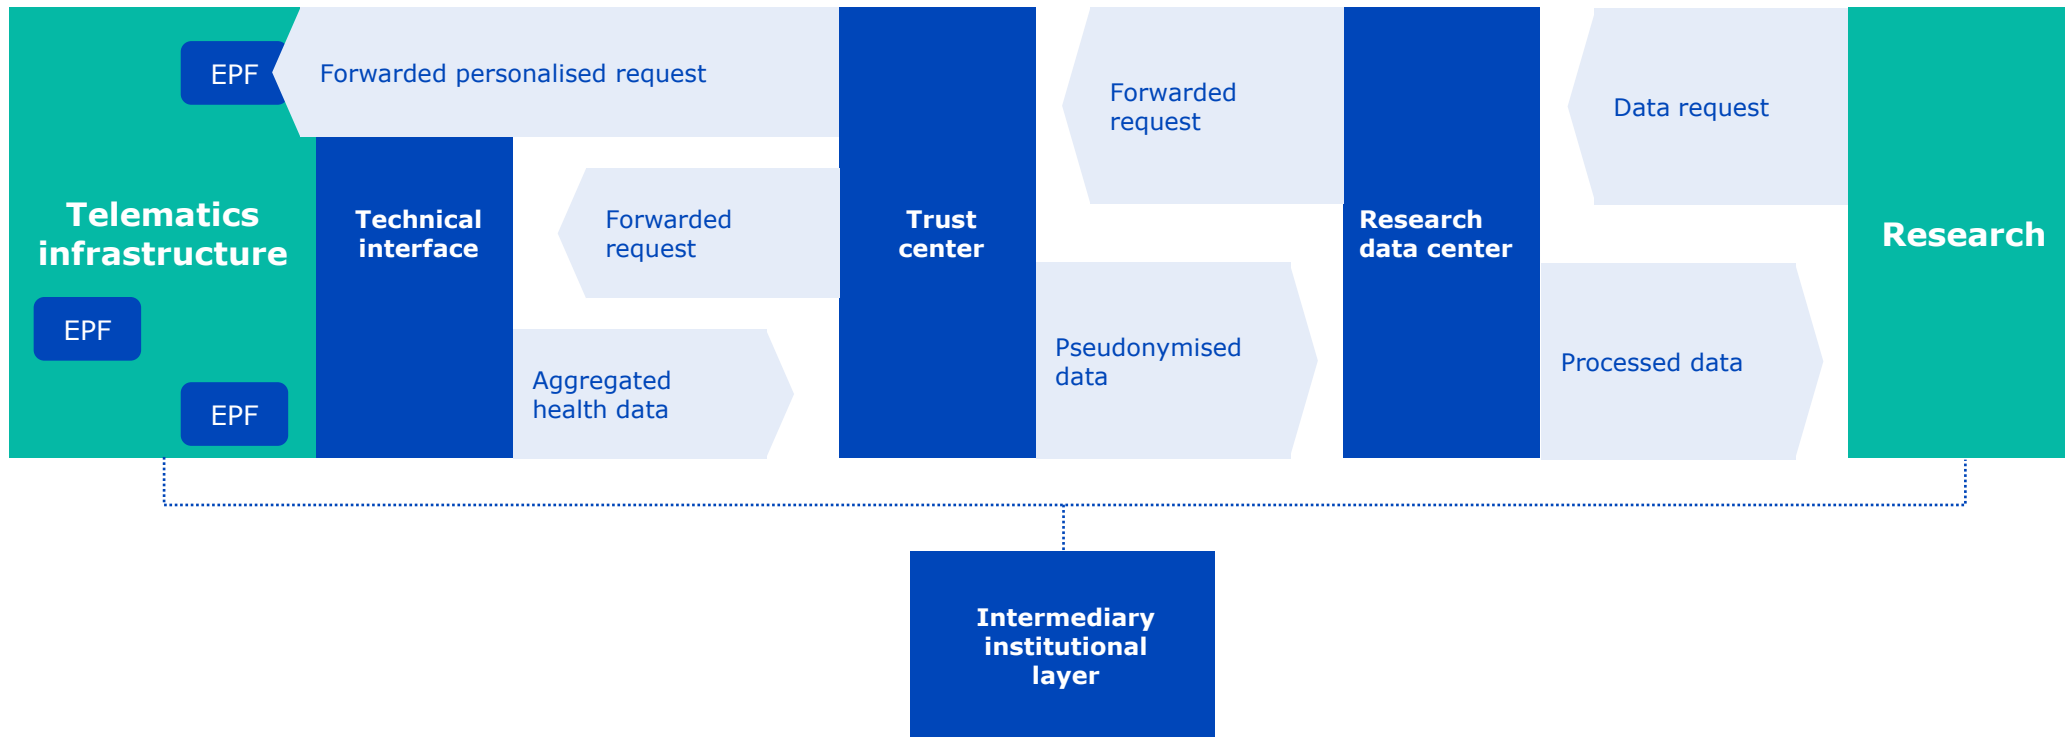 EPF
Forwarded personalised request
Forwarded
request
Data request
Telematics
infrastructure
Technical
interface
Forwarded
request
Trust
center
Research
data center
Research
EPF
Aggregated
health data
Pseudonymised
data
Processed data
EPF
Intermediary
institutional
layer